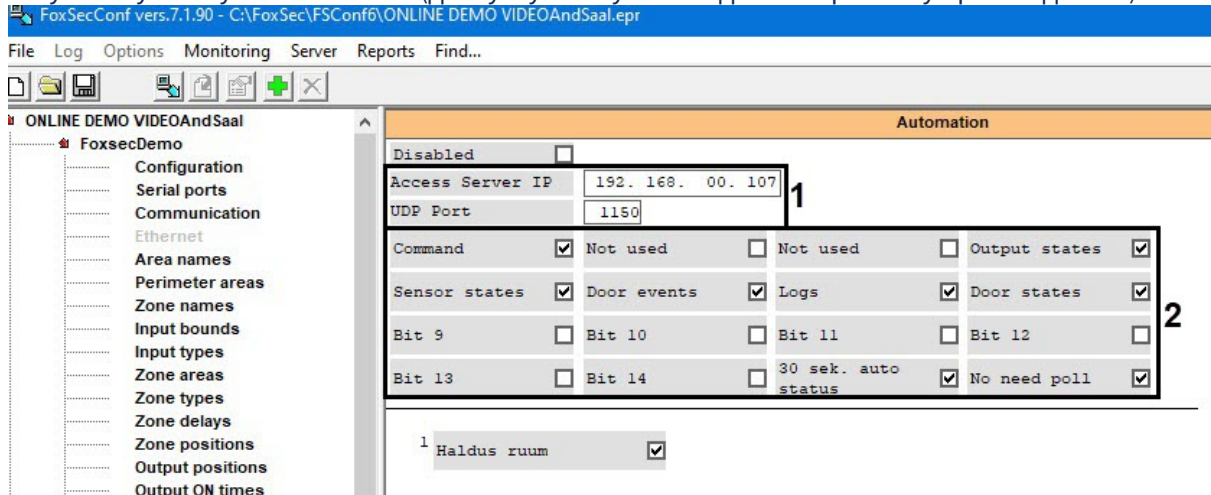 FoxSecConf vers.7.1.90 - C:\FoxSec\FSConf6\ONLINE DEMO VIDEOAndSaal.epr
File Log Options Monitoring Server Reports Find...
ONLINE DEMO VIDEOAndSaal
FoxsecDemo
Configuration
Serial ports
Communication
Ethernet
Area names
Perimeter areas
Zone names
Input bounds
Input types
Zone areas
Zone types
Zone delays
Zone positions
Output positions
Output ON times
Automation
Disabled
Access Server IP 192. 168. 00. 107
1
UDP Port 1150
Command Not used Not used Output states
Sensor states Door events Logs Door states
2
Bit 9 Bit 10 Bit 11 Bit 12
Bit 13 Bit 14 30 sek. auto status No need poll
1 Haldus ruum